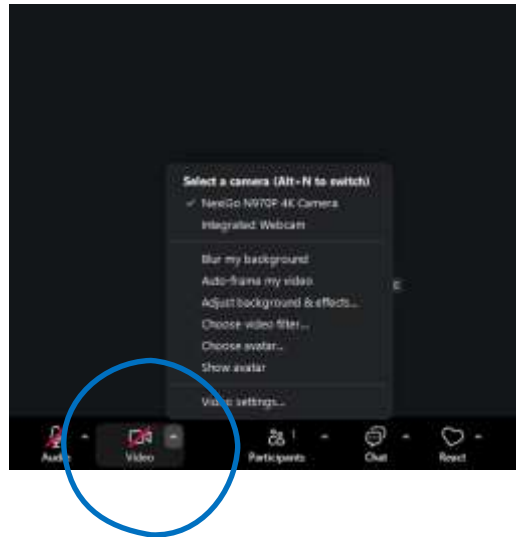 Select a camera (Alt+N to switch)
NexiGo N970P 4K Camera
Integrated Webcam
Blur my background
Auto-frame my video
Adjust background & effects...
Choose video filter...
Choose avatar...
Show avatar
Video settings...
1
Audio Video Participants Chat React